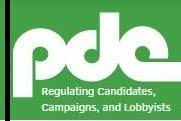 pdc
Regulating Candidates,
Campaigns, and Lobbyists